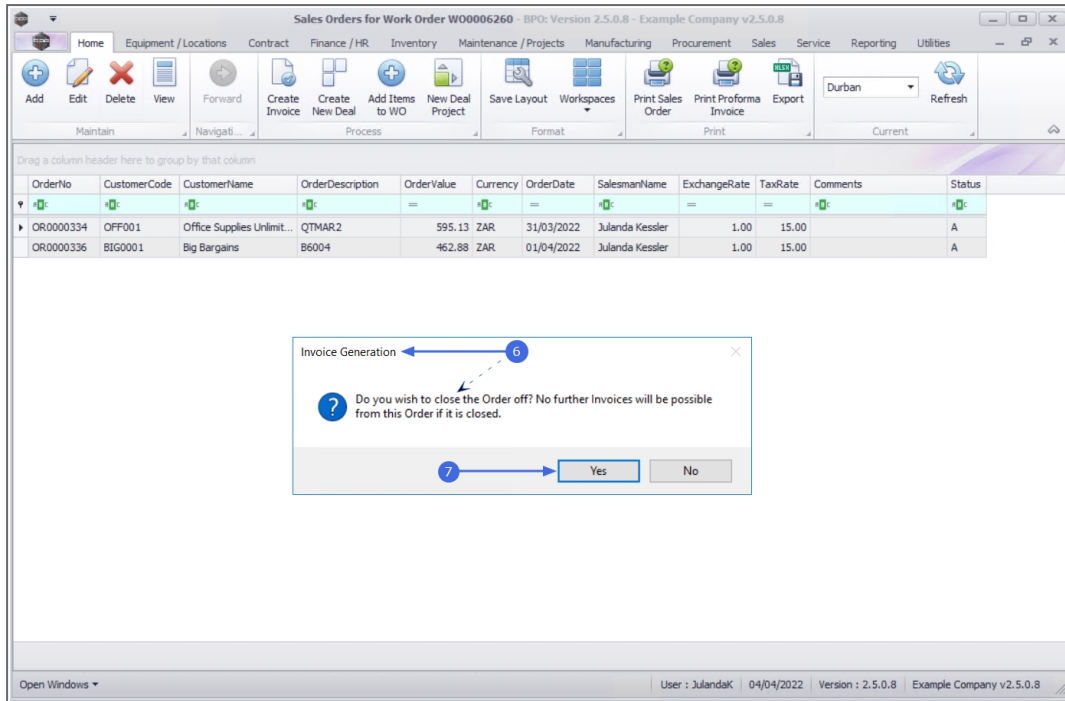 Sales Orders for Work Order WO0006260 - BPO: Version 2.5.0.8 - Example Company v2.5.0.8
Home Equipment / Locations Contract Finance / HR Inventory Maintenance / Projects Manufacturing Procurement Sales Service Reporting Utilities
Add Edit Delete View Forward Create Invoice Create New Deal Add Items to WO New Deal Project Save Layout Workspaces Print Sales Order Print Proforma Invoice Export Durban Refresh
Maintain Navigati... Process Format Print Current
Drag a column header here to group by that column
OrderNo CustomerCode CustomerName OrderDescription OrderValue Currency OrderDate SalesmanName ExchangeRate TaxRate Comments Status
OR0000334 OFF001 Office Supplies Unlimit... QTMAR2 595.13 ZAR 31/03/2022 Julanda Kessler 1.00 15.00 A
OR0000336 BIG0001 Big Bargains B6004 462.88 ZAR 01/04/2022 Julanda Kessler 1.00 15.00 A
Invoice Generation 6
Do you wish to close the Order off? No further Invoices will be possible
from this Order if it is closed.
7 Yes No
Open Windows User : JulandaK 04/04/2022 Version : 2.5.0.8 Example Company v2.5.0.8